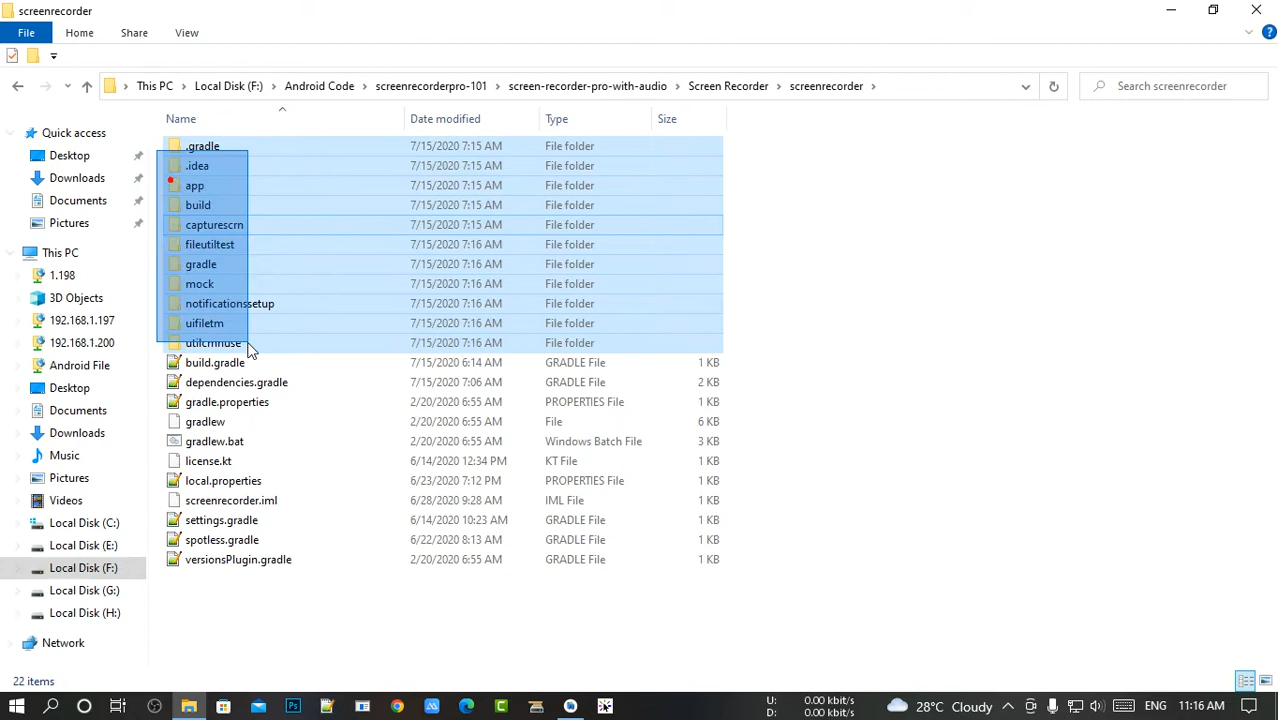 screenrecorder
File Home Share View
This PC Local Disk (F:) Android Code screenrecorderpro-101 screen-recorder-pro-with-audio Screen Recorder screenrecorder Search screenrecorder
Name Date modified Type Size
Quick access
Desktop
Downloads
Documents
Pictures
This PC
1.198
3D Objects
192.168.1.197
192.168.1.200
Android File
Desktop
Documents
Downloads
Music
Pictures
Videos
Local Disk (C:)
Local Disk (E:)
Local Disk (F:)
Local Disk (G:)
Local Disk (H:)
Network
.gradle 7/15/2020 7:15 AM File folder
.idea 7/15/2020 7:15 AM File folder
app 7/15/2020 7:15 AM File folder
build 7/15/2020 7:15 AM File folder
capturescrn 7/15/2020 7:15 AM File folder
fileutiltest 7/15/2020 7:16 AM File folder
gradle 7/15/2020 7:16 AM File folder
mock 7/15/2020 7:16 AM File folder
notificationssetup 7/15/2020 7:16 AM File folder
uifiletm 7/15/2020 7:16 AM File folder
7/15/2020 7:16 AM File folder
build.gradle 7/15/2020 6:14 AM GRADLE File 1 KB
dependencies.gradle 7/15/2020 7:06 AM GRADLE File 2 KB
gradle.properties 2/20/2020 6:55 AM PROPERTIES File 1 KB
gradlew 2/20/2020 6:55 AM File 6 KB
gradlew.bat 2/20/2020 6:55 AM Windows Batch File 3 KB
license.kt 6/14/2020 12:34 PM KT File 1 KB
local.properties 6/23/2020 7:12 PM PROPERTIES File 1 KB
screenrecorder.iml 6/28/2020 9:28 AM IML File 1 KB
settings.gradle 6/14/2020 10:23 AM GRADLE File 1 KB
spotless.gradle 6/22/2020 8:13 AM GRADLE File 1 KB
versionsPlugin.gradle 2/20/2020 6:55 AM GRADLE File 1 KB
22 items
Ps
U: 0.00 kbit/s
D: 0.00 kbit/s
28°C Cloudy ENG 11:16 AM